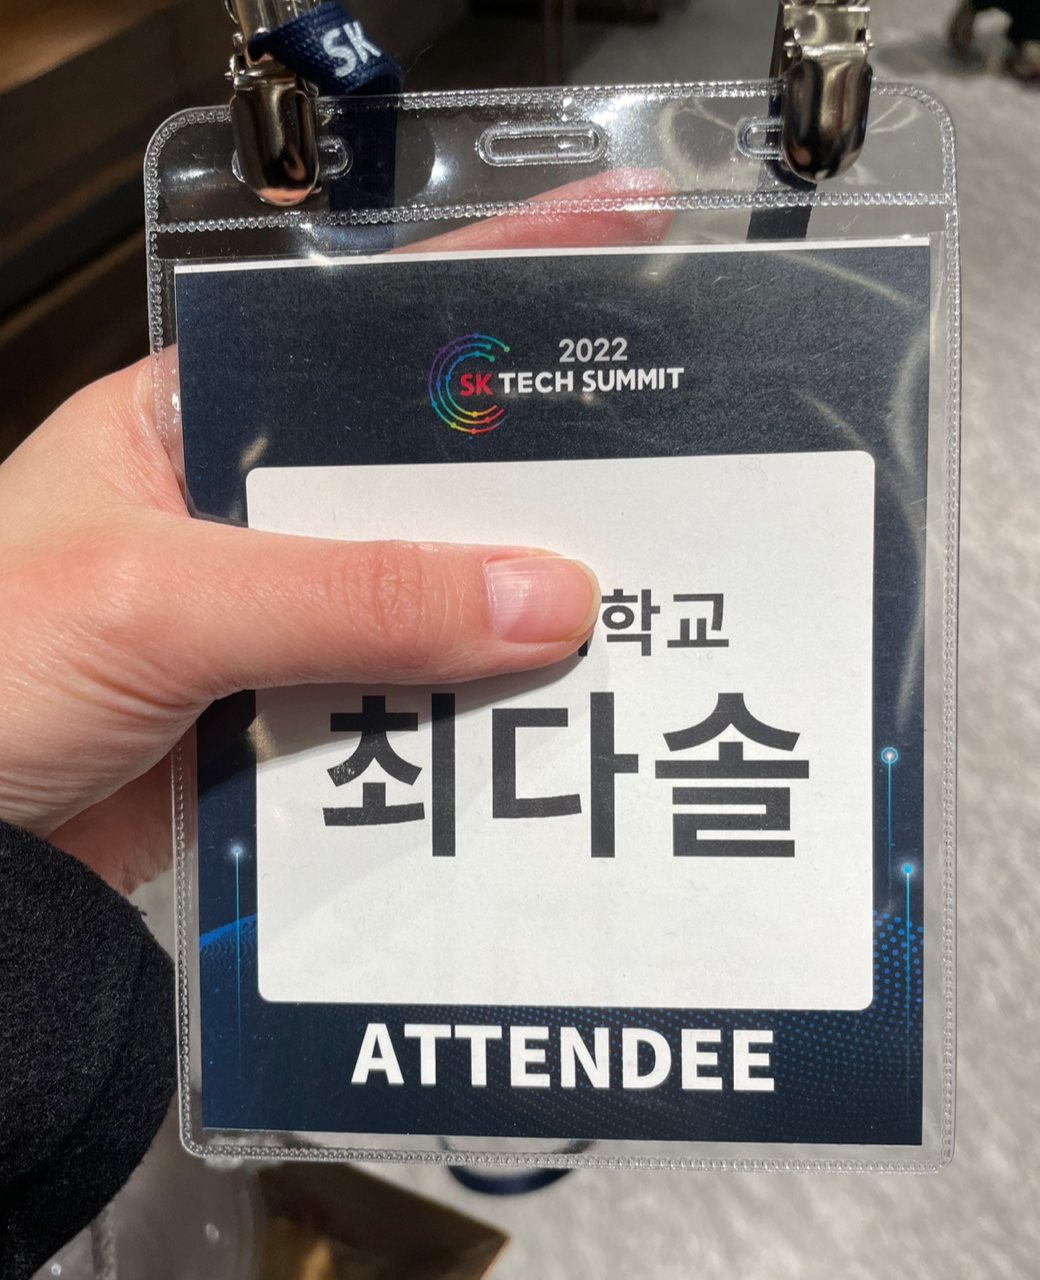 SK
2022
SK TECH SUMMIT
학교
최다솔
ATTENDEE